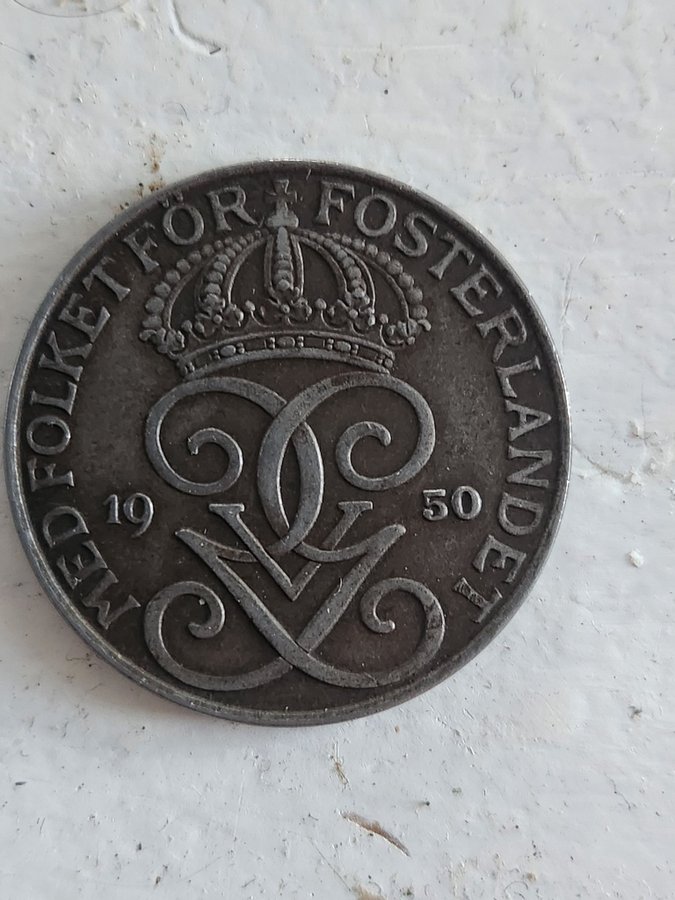 MED FOLKET FÖR FOSTERLANDET
19 50